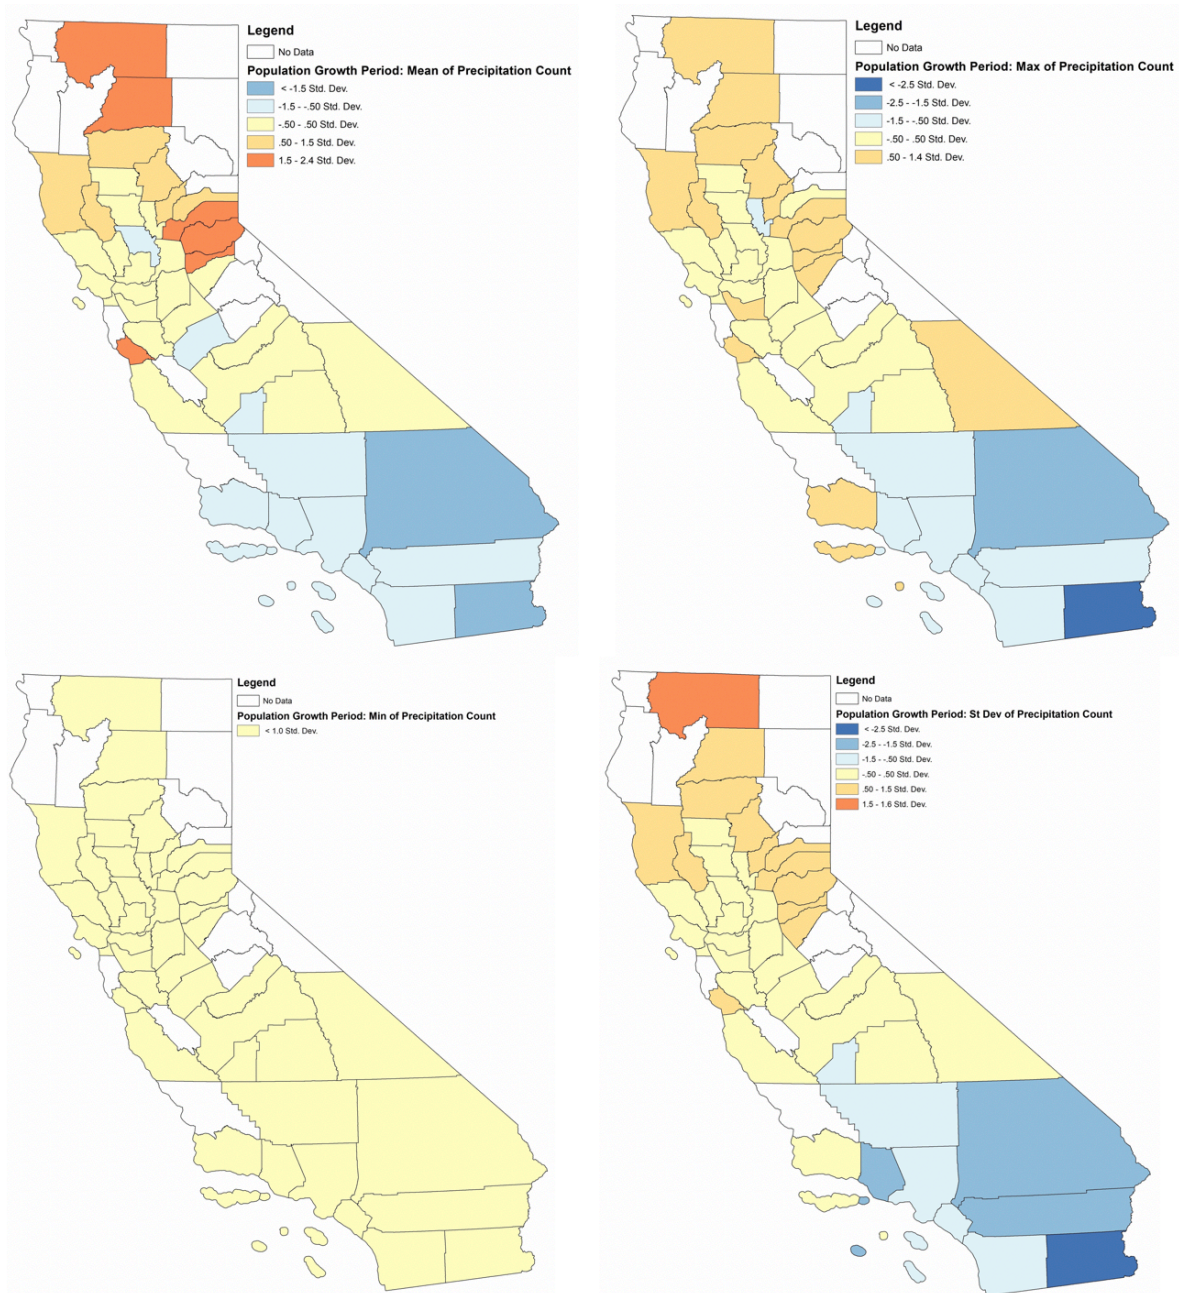 Legend
No Data
Population Growth Period: Mean of Precipitation Count
< -1.5 Std. Dev.
-1.5 - -.50 Std. Dev.
-.50 - .50 Std. Dev.
.50 - 1.5 Std. Dev.
1.5 - 2.4 Std. Dev.
Legend
No Data
Population Growth Period: Max of Precipitation Count
< -2.5 Std. Dev.
-2.5 - -1.5 Std. Dev.
-1.5 - -.50 Std. Dev.
-.50 - .50 Std. Dev.
.50 - 1.4 Std. Dev.
Legend
No Data
Population Growth Period: Min of Precipitation Count
< 1.0 Std. Dev.
Legend
No Data
Population Growth Period: St Dev of Precipitation Count
< -2.5 Std. Dev.
-2.5 - -1.5 Std. Dev.
-1.5 - -.50 Std. Dev.
-.50 - .50 Std. Dev.
.50 - 1.5 Std. Dev.
1.5 - 1.6 Std. Dev.